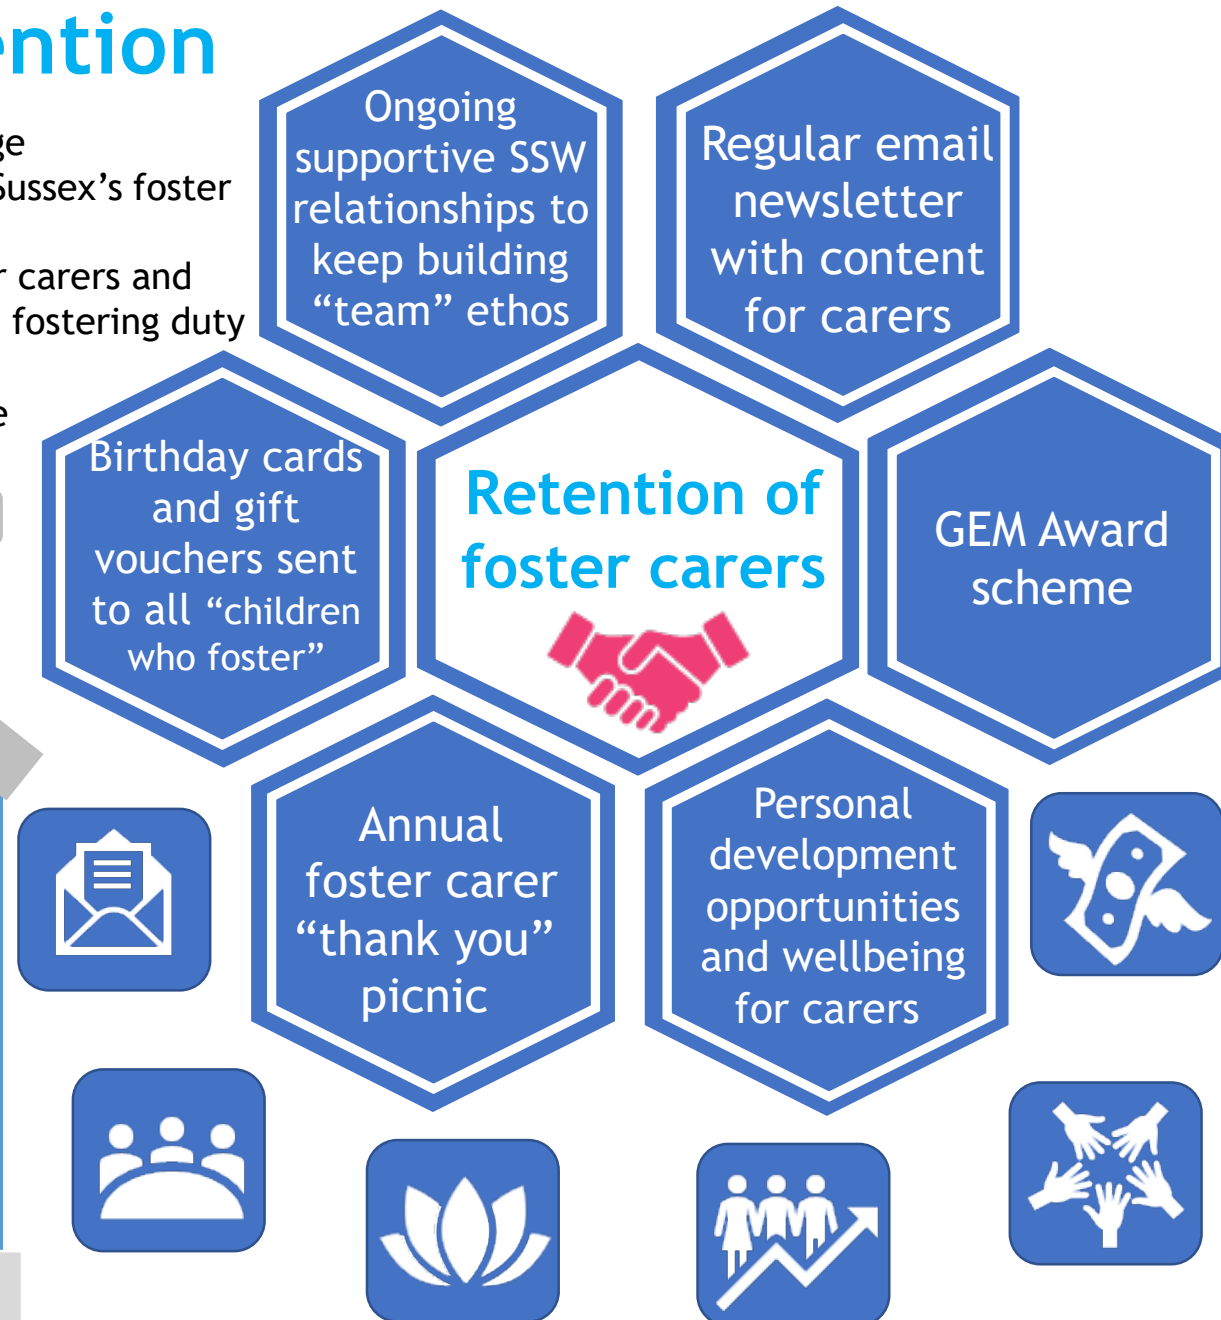 ention
ge
Sussex’s foster
r carers and
fostering duty
e
Ongoing
supportive SSW
relationships to
keep building
“team” ethos
Regular email
newsletter
with content
for carers
Birthday cards
and gift
vouchers sent
to all “children
who foster”
Retention of
foster carers
GEM Award
scheme
Annual
foster carer
“thank you”
picnic
Personal
development
opportunities
and wellbeing
for carers